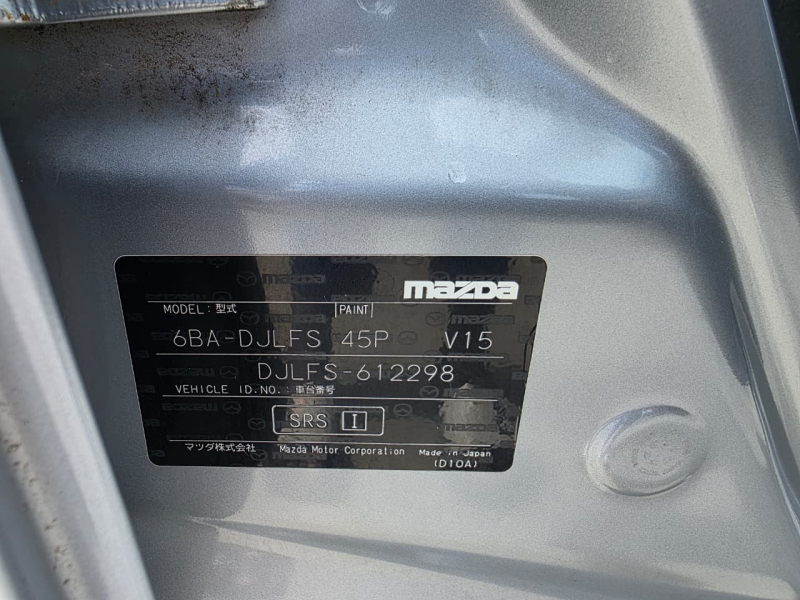 mazda
MODEL:型式 PAINT
6BA-DJLFS 45P V15
DJLFS-612298
VEHICLE ID.NO.:車台番号
SRS I
マツダ株式会社 Mazda Motor Corporation Made in Japan
(D10A)